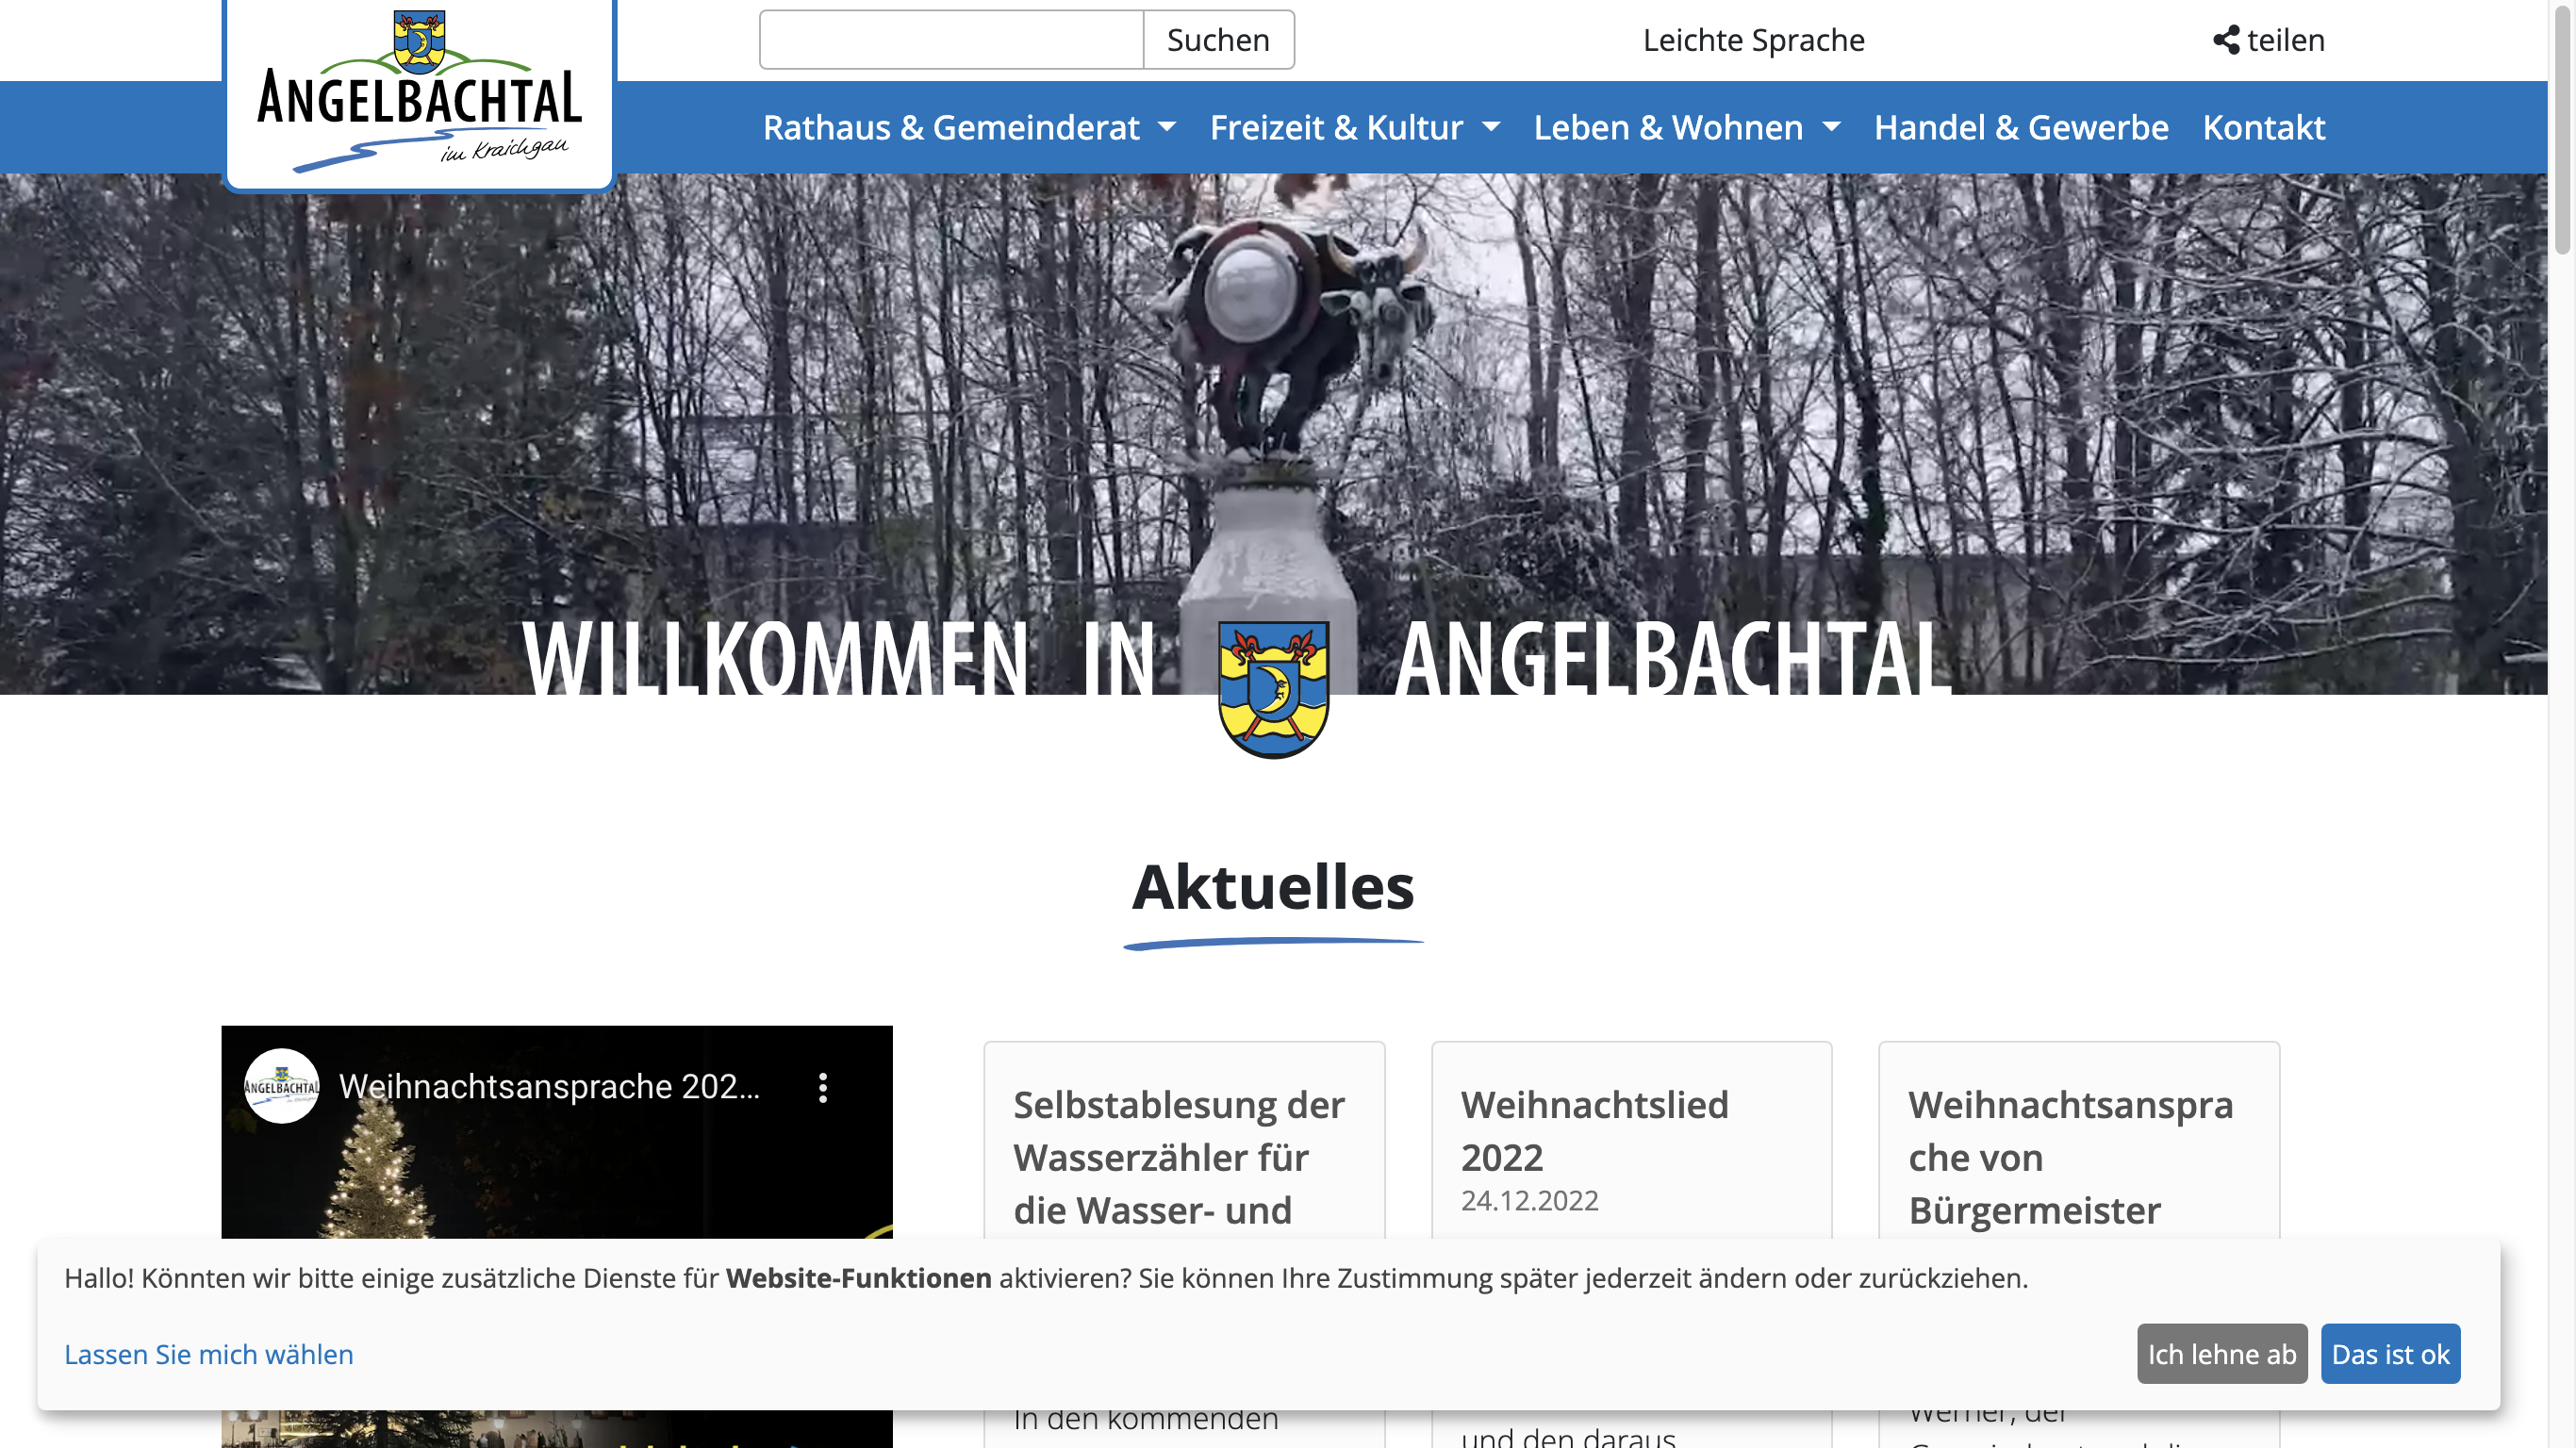 ANGELBACHTAL
im Kraichgau
Suchen
Leichte Sprache
teilen
Rathaus & Gemeinderat
Freizeit & Kultur
Leben & Wohnen
Handel & Gewerbe
Kontakt
WILLKOMMEN IN ANGELBACHTAL
Aktuelles
ANGELBACHTAL
Weihnachtsansprache 202...
Selbstablesung der
Wasserzähler für
die Wasser- und
In den kommenden
Weihnachtslied
2022
24.12.2022
und den daraus
Weihnachtsanspra
che von
Bürgermeister
Werner, der
Hallo! Könnten wir bitte einige zusätzliche Dienste für Website-Funktionen aktivieren? Sie können Ihre Zustimmung später jederzeit ändern oder zurückziehen.
Lassen Sie mich wählen
Ich lehne ab
Das ist ok